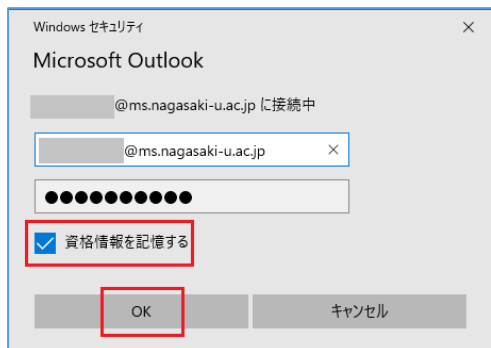 Windows セキュリティ
Microsoft Outlook
@ms.nagasaki-u.ac.jp に接続中
@ms.nagasaki-u.ac.jp
●●●●●●●●●●
資格情報を記憶する
OK キャンセル